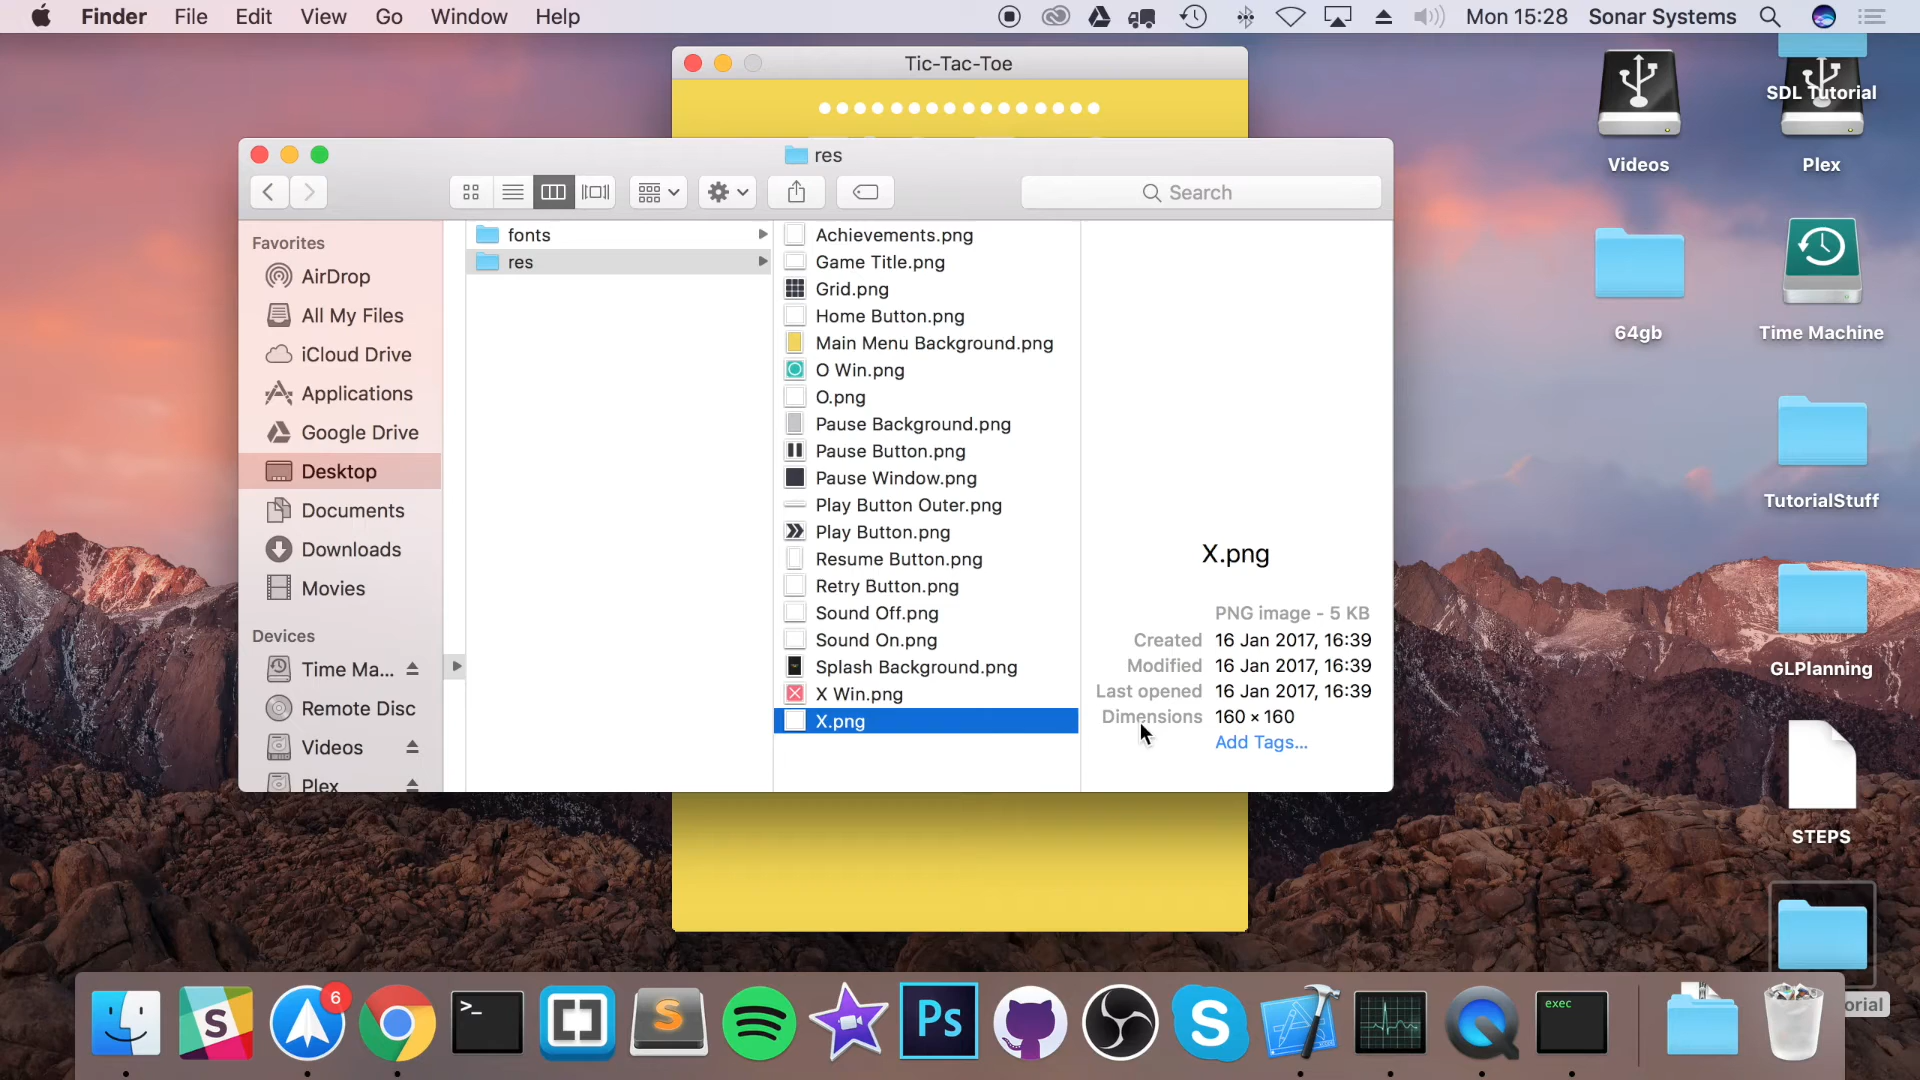 Finder File Edit View Go Window Help Mon 15:28 Sonar Systems
Tic-Tac-Toe
res
Search
Favorites
AirDrop
All My Files
iCloud Drive
Applications
Google Drive
Desktop
Documents
Downloads
Movies
Devices
Time Ma...
Remote Disc
Videos
Plex
fonts
res
Achievements.png
Game Title.png
Grid.png
Home Button.png
Main Menu Background.png
O Win.png
O.png
Pause Background.png
Pause Button.png
Pause Window.png
Play Button Outer.png
Play Button.png
Resume Button.png
Retry Button.png
Sound Off.png
Sound On.png
Splash Background.png
X Win.png
X.png
X.png
PNG image - 5 KB
Created 16 Jan 2017, 16:39
Modified 16 Jan 2017, 16:39
Last opened 16 Jan 2017, 16:39
Dimensions 160 × 160
Add Tags...
SDL Tutorial
Videos
Plex
64gb
Time Machine
TutorialStuff
GLPlanning
STEPS
orial
S
6
>_
S
Ps
S
exec